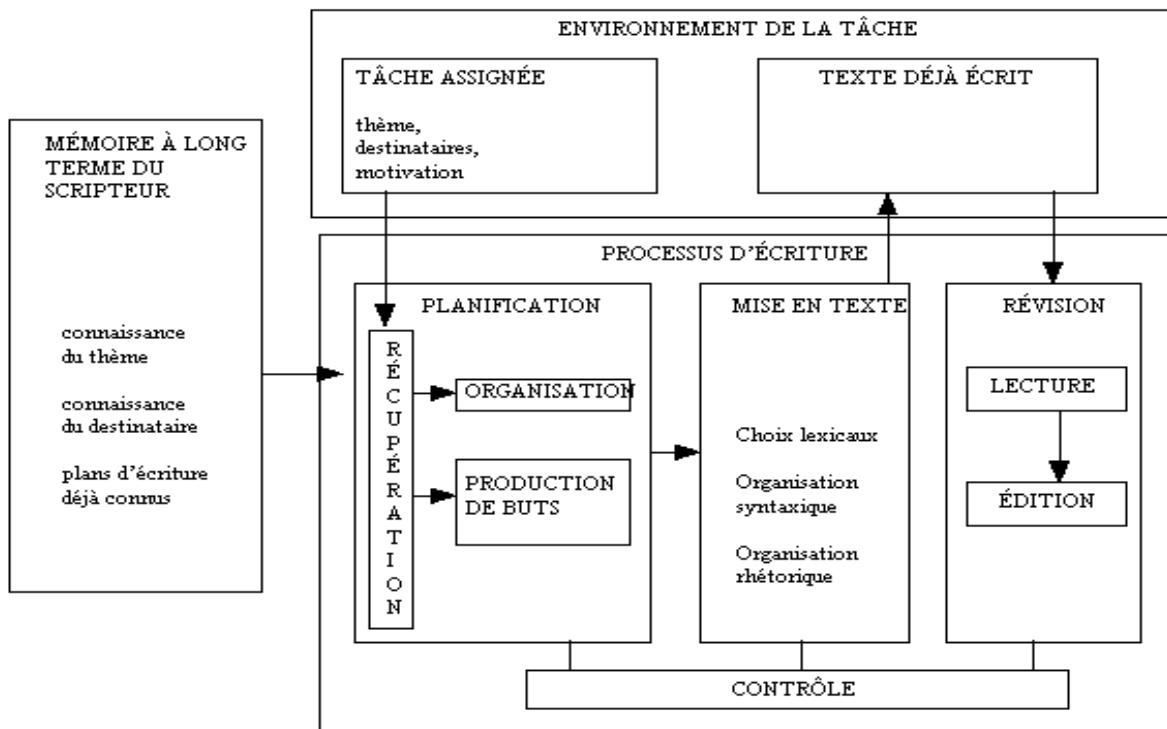 ENVIRONNEMENT DE LA TÂCHE
TÂCHE ASSIGNÉE
thème,
destinataires,
motivation
TEXTE DÉJÀ ÉCRIT
MÉMOIRE À LONG
TERME DU
SCRIPTEUR
connaissance
du thème
connaissance
du destinataire
plans d'écriture
déjà connus
PROCESSUS D'ÉCRITURE
PLANIFICATION
RÉCUPÉRATION
ORGANISATION
PRODUCTION
DE BUTS
MISE EN TEXTE
Choix lexicaux
Organisation
syntaxique
Organisation
rhétorique
RÉVISION
LECTURE
ÉDITION
CONTRÔLE